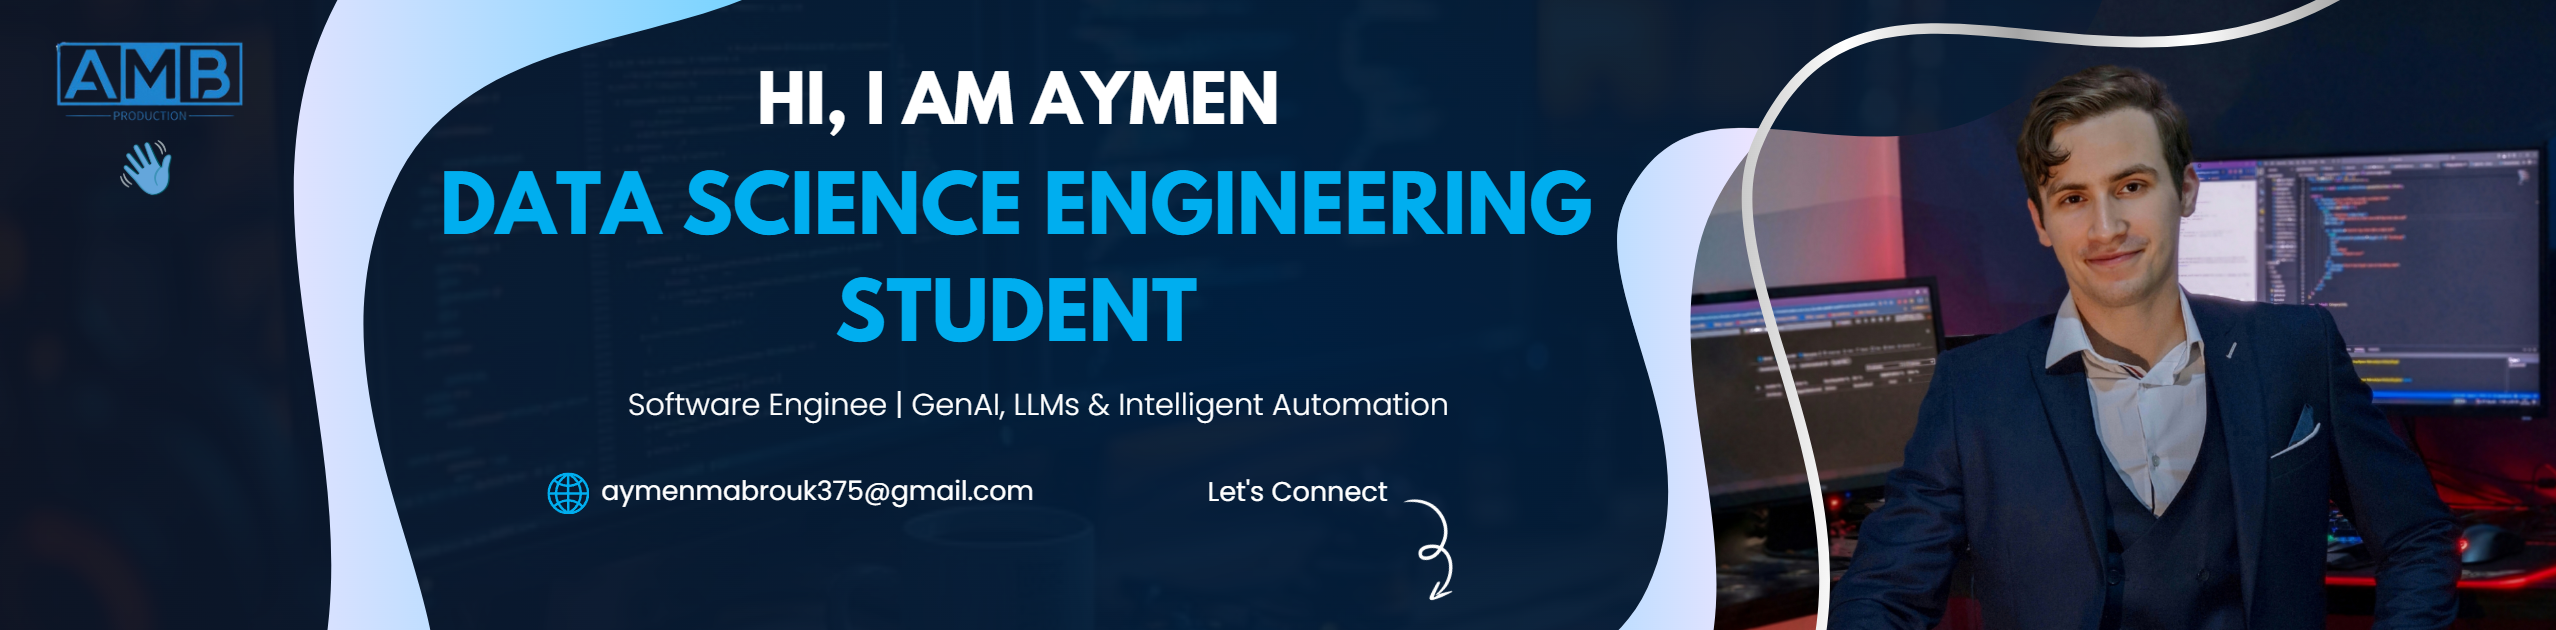 AMB
PRODUCTION
HI, I AM AYMEN
DATA SCIENCE ENGINEERING
STUDENT
Software Enginee | GenAI, LLMs & Intelligent Automation
aymenmabrouk375@gmail.com
Let's Connect